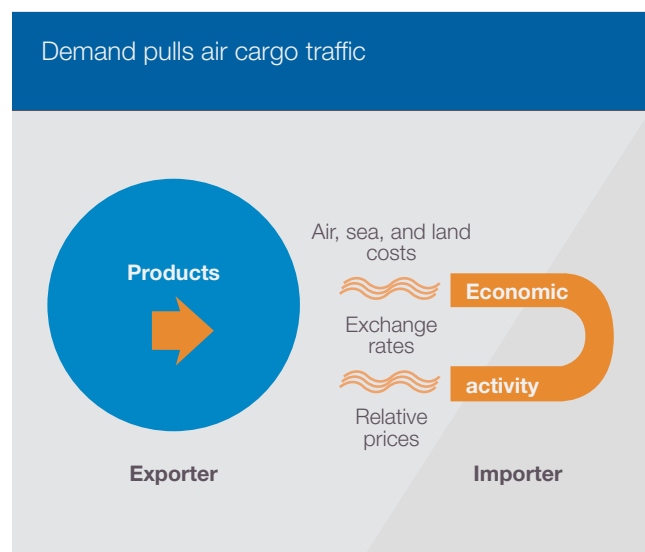 Demand pulls air cargo traffic
Products
Air, sea, and land
costs
Economic
Exchange
rates
activity
Relative
prices
Exporter
Importer